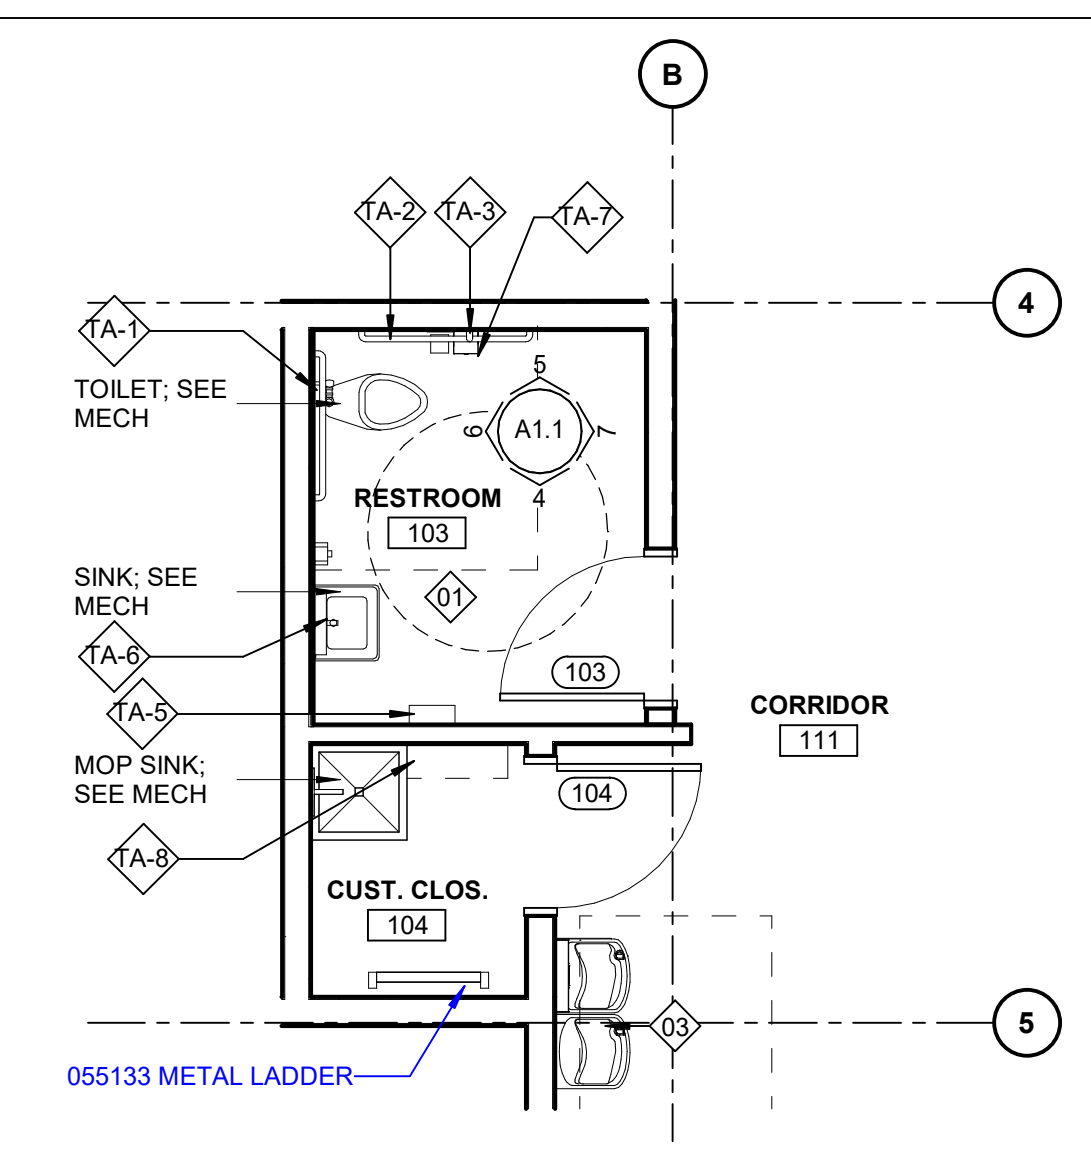 B
TA-2
TA-3
TA-7
4
TA-1
TOILET; SEE
MECH
5
6
A1.1
7
4
RESTROOM
103
SINK; SEE
MECH
01
TA-6
103
TA-5
CORRIDOR
111
MOP SINK;
SEE MECH
104
TA-8
CUST. CLOS.
104
03
5
055133 METAL LADDER